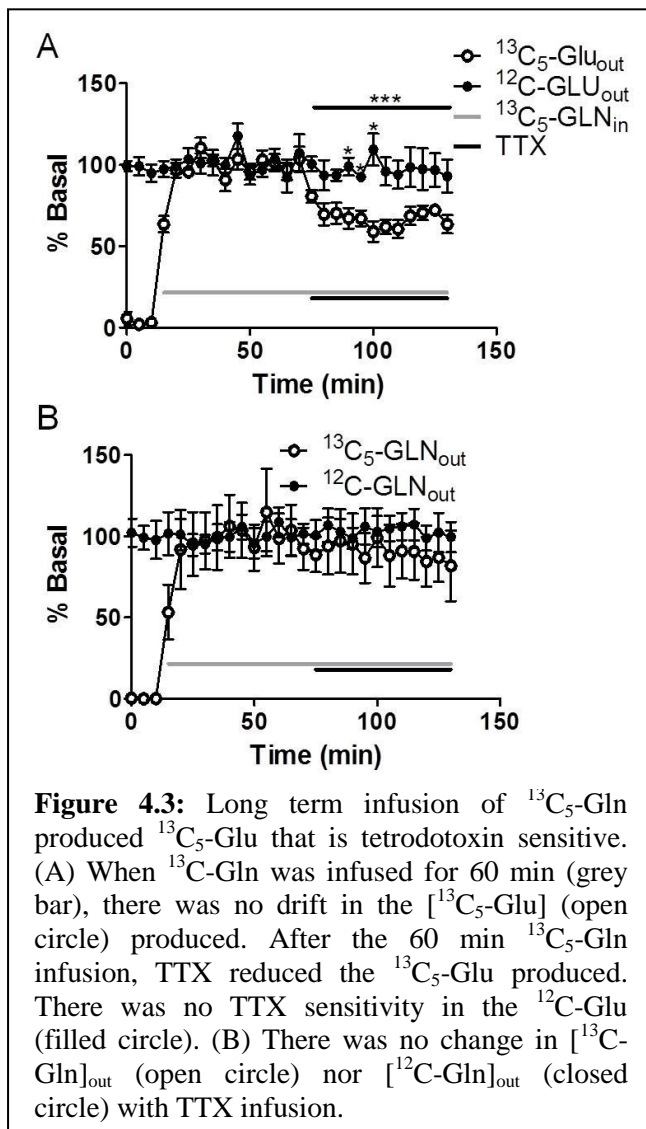 A
¹³C₅-Glu_out
¹²C-GLU_out
¹³C₅-GLN_in
TTX
***
*
*
*
150
100
50
0
% Basal
0
50
100
150
Time (min)
B
¹³C₅-GLN_out
¹²C-GLN_out
150
100
50
0
% Basal
0
50
100
150
Time (min)
Figure 4.3: Long term infusion of ¹³C₅-Gln
produced ¹³C₅-Glu that is tetrodotoxin sensitive.
(A) When ¹³C-Gln was infused for 60 min (grey
bar), there was no drift in the [¹³C₅-Glu] (open
circle) produced. After the 60 min ¹³C₅-Gln
infusion, TTX reduced the ¹³C₅-Glu produced.
There was no TTX sensitivity in the ¹²C-Glu
(filled circle). (B) There was no change in [¹³C-
Gln]_out (open circle) nor [¹²C-Gln]_out (closed
circle) with TTX infusion.